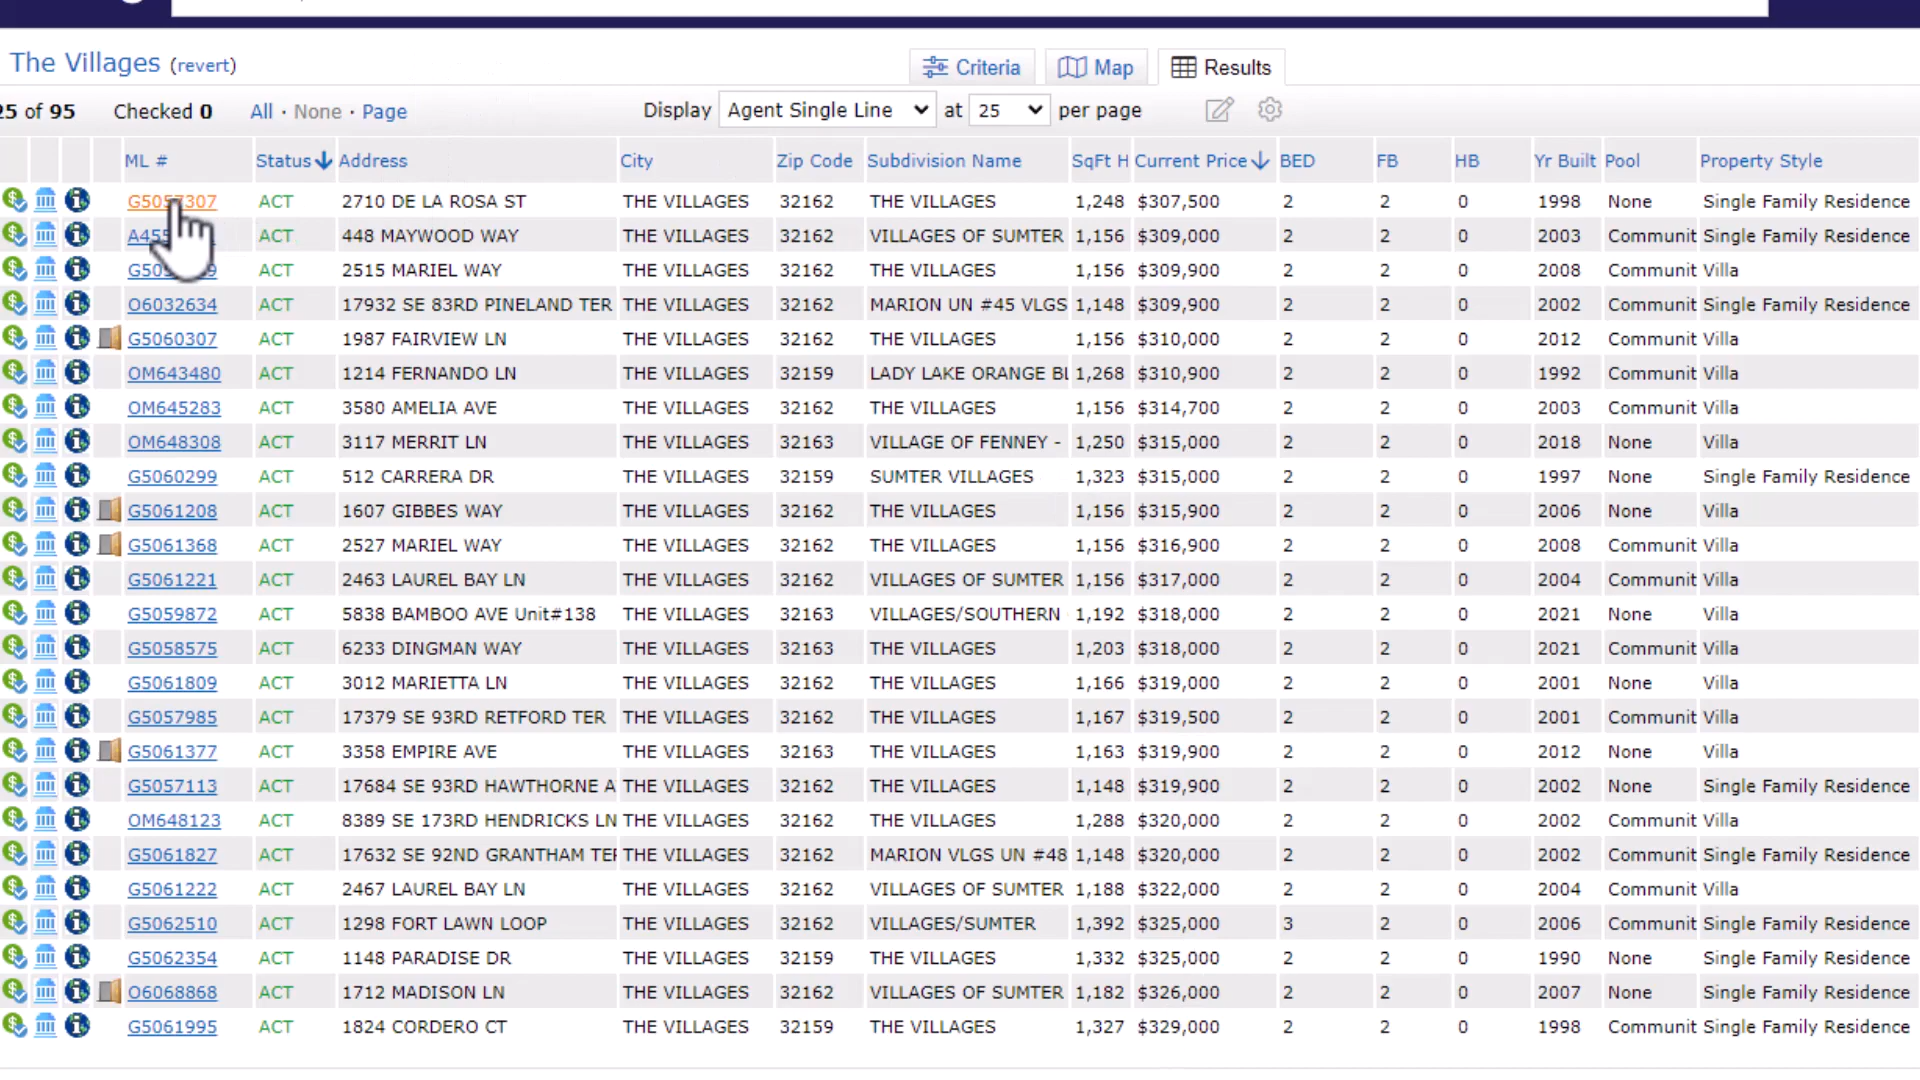 The Villages (revert)
Criteria Map Results
25 of 95 Checked 0 All · None · Page Display Agent Single Line at 25 per page
ML # Status Address City Zip Code Subdivision Name SqFt H Current Price BED FB HB Yr Built Pool Property Style
G5057307 ACT 2710 DE LA ROSA ST THE VILLAGES 32162 THE VILLAGES 1,248 $307,500 2 2 0 1998 None Single Family Residence
ACT 448 MAYWOOD WAY THE VILLAGES 32162 VILLAGES OF SUMTER 1,156 $309,000 2 2 0 2003 Communit Single Family Residence
ACT 2515 MARIEL WAY THE VILLAGES 32162 THE VILLAGES 1,156 $309,900 2 2 0 2008 Communit Villa
O6032634 ACT 17932 SE 83RD PINELAND TER THE VILLAGES 32162 MARION UN #45 VLGS 1,148 $309,900 2 2 0 2002 Communit Single Family Residence
G5060307 ACT 1987 FAIRVIEW LN THE VILLAGES 32162 THE VILLAGES 1,156 $310,000 2 2 0 2012 Communit Villa
OM643480 ACT 1214 FERNANDO LN THE VILLAGES 32159 LADY LAKE ORANGE BL 1,268 $310,900 2 2 0 1992 Communit Villa
OM645283 ACT 3580 AMELIA AVE THE VILLAGES 32162 THE VILLAGES 1,156 $314,700 2 2 0 2003 Communit Villa
OM648308 ACT 3117 MERRIT LN THE VILLAGES 32163 VILLAGE OF FENNEY - 1,250 $315,000 2 2 0 2018 None Villa
G5060299 ACT 512 CARRERA DR THE VILLAGES 32159 SUMTER VILLAGES 1,323 $315,000 2 2 0 1997 None Single Family Residence
G5061208 ACT 1607 GIBBES WAY THE VILLAGES 32162 THE VILLAGES 1,156 $315,900 2 2 0 2006 None Villa
G5061368 ACT 2527 MARIEL WAY THE VILLAGES 32162 THE VILLAGES 1,156 $316,900 2 2 0 2008 Communit Villa
G5061221 ACT 2463 LAUREL BAY LN THE VILLAGES 32162 VILLAGES OF SUMTER 1,156 $317,000 2 2 0 2004 Communit Villa
G5059872 ACT 5838 BAMBOO AVE Unit#138 THE VILLAGES 32163 VILLAGES/SOUTHERN 1,192 $318,000 2 2 0 2021 None Villa
G5058575 ACT 6233 DINGMAN WAY THE VILLAGES 32163 THE VILLAGES 1,203 $318,000 2 2 0 2021 Communit Villa
G5061809 ACT 3012 MARIETTA LN THE VILLAGES 32162 THE VILLAGES 1,166 $319,000 2 2 0 2001 None Villa
G5057985 ACT 17379 SE 93RD RETFORD TER THE VILLAGES 32162 THE VILLAGES 1,167 $319,500 2 2 0 2001 Communit Villa
G5061377 ACT 3358 EMPIRE AVE THE VILLAGES 32163 THE VILLAGES 1,163 $319,900 2 2 0 2012 None Villa
G5057113 ACT 17684 SE 93RD HAWTHORNE A THE VILLAGES 32162 THE VILLAGES 1,148 $319,900 2 2 0 2002 None Single Family Residence
OM648123 ACT 8389 SE 173RD HENDRICKS LN THE VILLAGES 32162 THE VILLAGES 1,288 $320,000 2 2 0 2002 Communit Villa
G5061827 ACT 17632 SE 92ND GRANTHAM TER THE VILLAGES 32162 MARION VLGS UN #48 1,148 $320,000 2 2 0 2002 Communit Single Family Residence
G5061222 ACT 2467 LAUREL BAY LN THE VILLAGES 32162 VILLAGES OF SUMTER 1,188 $322,000 2 2 0 2004 Communit Villa
G5062510 ACT 1298 FORT LAWN LOOP THE VILLAGES 32162 VILLAGES/SUMTER 1,392 $325,000 3 2 0 2006 Communit Single Family Residence
G5062354 ACT 1148 PARADISE DR THE VILLAGES 32159 THE VILLAGES 1,332 $325,000 2 2 0 1990 None Single Family Residence
O6068868 ACT 1712 MADISON LN THE VILLAGES 32162 VILLAGES OF SUMTER 1,182 $326,000 2 2 0 2007 None Single Family Residence
G5061995 ACT 1824 CORDERO CT THE VILLAGES 32159 THE VILLAGES 1,327 $329,000 2 2 0 1998 Communit Single Family Residence